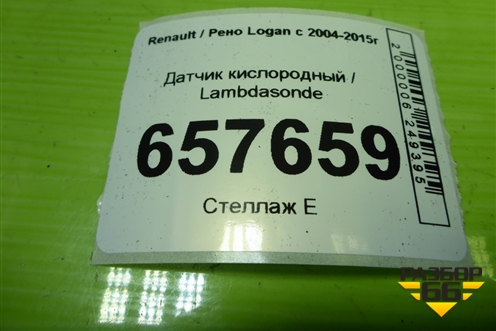 Renault / Рено Logan с 2004-2015г
Датчик кислородный /
Lambdasonde
657659
Стеллаж Е
2000006249395
РАЗБОР
66